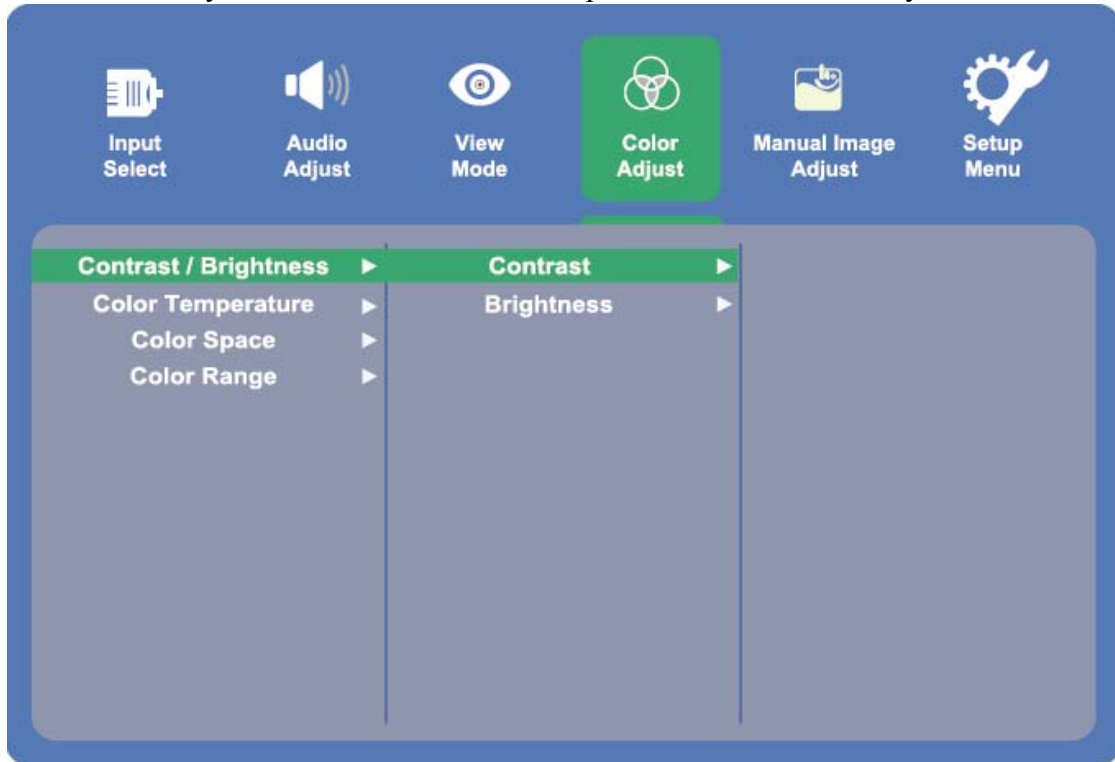 Input
Select
Audio
Adjust
View
Mode
Color
Adjust
Manual Image
Adjust
Setup
Menu
Contrast / Brightness
Contrast
Color Temperature
Brightness
Color Space
Color Range